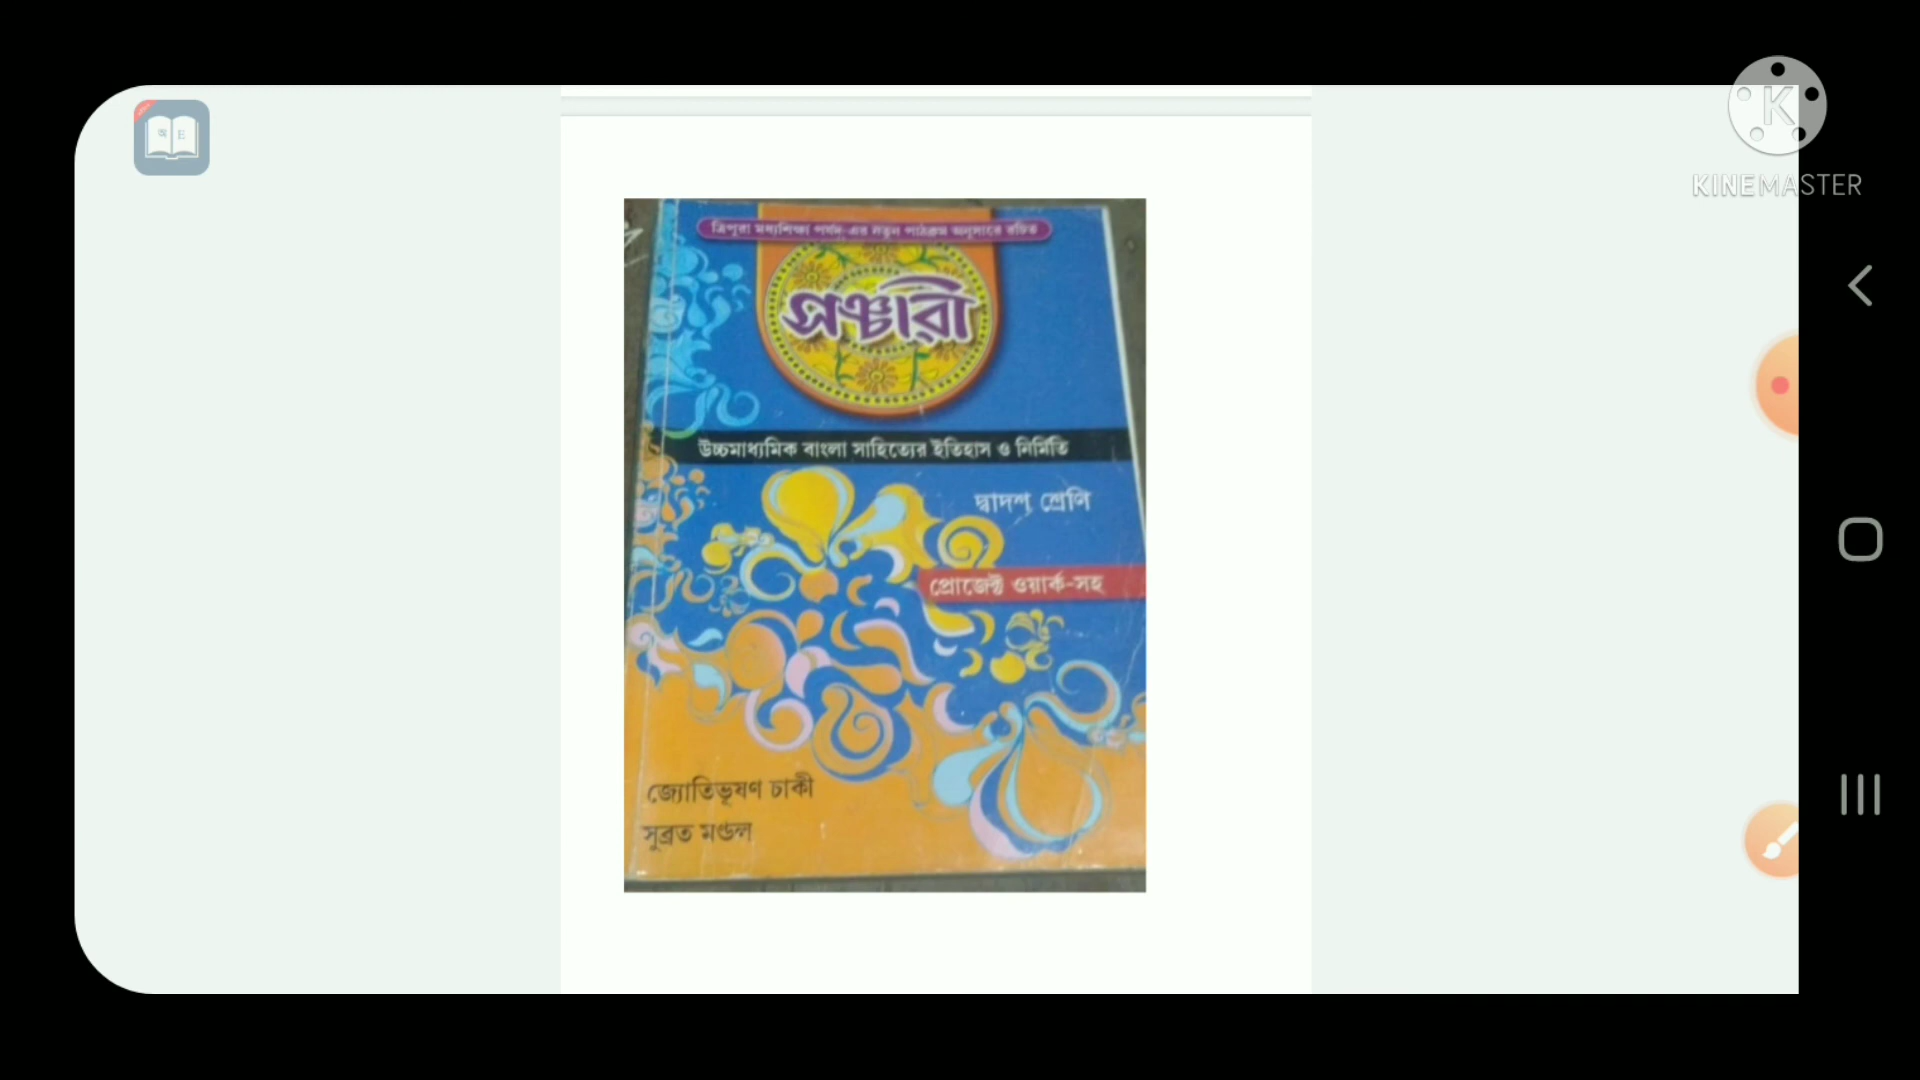 অ E
K
KINEMASTER
ত্রিপুরা মধ্যশিক্ষা পর্ষদ-এর নতুন পাঠক্রম অনুসারে রচিত
সঞ্চারী
উচ্চমাধ্যমিক বাংলা সাহিত্যের ইতিহাস ও নির্মিতি
দ্বাদশ শ্রেণি
প্রোজেক্ট ওয়ার্ক-সহ
জ্যোতিভূষণ চাকী
সুব্রত মণ্ডল